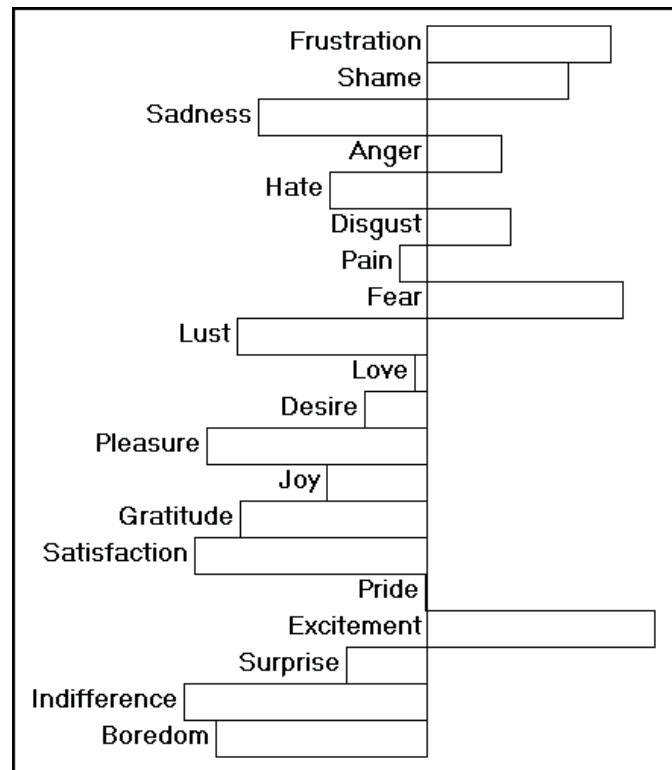 Frustration
Shame
Sadness
Anger
Hate
Disgust
Pain
Fear
Lust
Love
Desire
Pleasure
Joy
Gratitude
Satisfaction
Pride
Excitement
Surprise
Indifference
Boredom